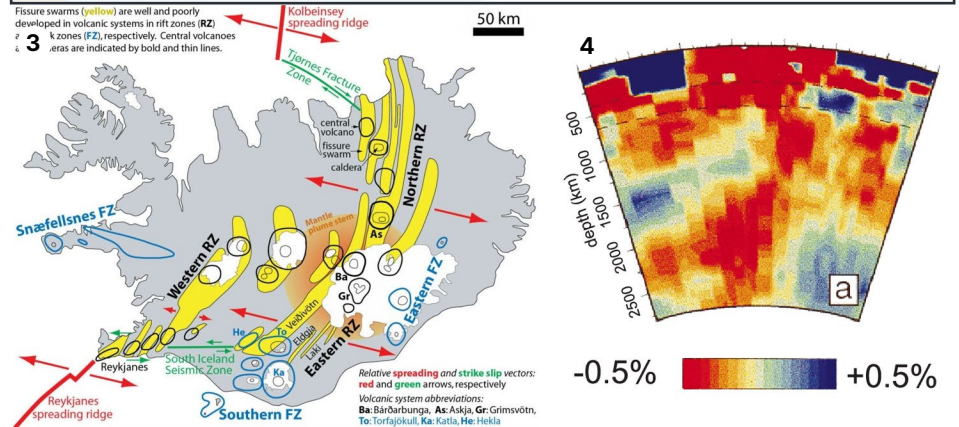 Fissure swarms (yellow) are well and poorly
developed in volcanic systems in rift zones (RZ)
zones (FZ), respectively. Central volcanoes
are indicated by bold and thin lines.
3
Kolbeinsey
spreading ridge
50 km
Tjørnes Fracture
Zone
central
volcano
fissure
swarm
caldera
Northern RZ
Snæfellsnes FZ
Mantle
plume stem
As
Western RZ
Ba
Gr
Eastern FZ
Veiðivötn
Eldgja
Laki
Eastern RZ
He
To
Ka
Reykjanes
South Iceland
Seismic Zone
Reykjanes
spreading ridge
Southern FZ
Relative spreading and strike slip vectors:
red and green arrows, respectively
Volcanic system abbreviations:
Ba: Bárðarbunga, As: Askja, Gr: Grimsvötn,
To: Torfajökull, Ka: Katla, He: Hekla
4
500
1000
1500
2000
2500
depth (km)
a
-0.5%
+0.5%